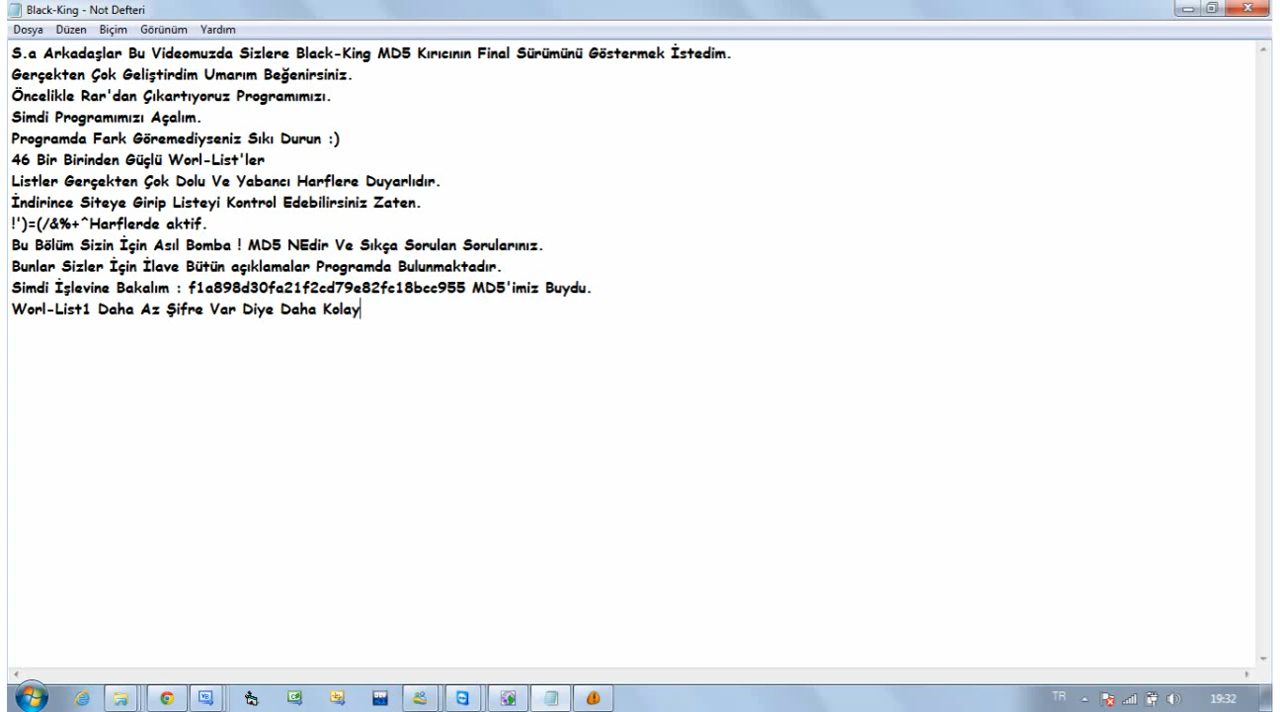 Black-King - Not Defteri
Dosya Düzen Biçim Görünüm Yardım
S.a Arkadaşlar Bu Videomuzda Sizlere Black-King MD5 Kırıcının Final Sürümünü Göstermek İstedim.
Gerçekten Çok Geliştirdim Umarım Beğenirsiniz.
Öncelikle Rar'dan Çıkartıyoruz Programımızı.
Simdi Programımızı Açalım.
Programda Fark Göremediyseniz Sıkı Durun :)
46 Bir Birinden Güçlü Worl-List'ler
Listler Gerçekten Çok Dolu Ve Yabancı Harflere Duyarlıdır.
İndirince Siteye Girip Listeyi Kontrol Edebilirsiniz Zaten.
!')=(/&%+^Harflerde aktif.
Bu Bölüm Sizin İçin Asıl Bomba ! MD5 NEdir Ve Sıkça Sorulan Sorularınız.
Bunlar Sizler İçin İlave Bütün açıklamalar Programda Bulunmaktadır.
Simdi İşlevine Bakalım : f1a898d30fa21f2cd79e82fc18bcc955 MD5'imiz Buydu.
Worl-List1 Daha Az Şifre Var Diye Daha Kolay
TR 19:32